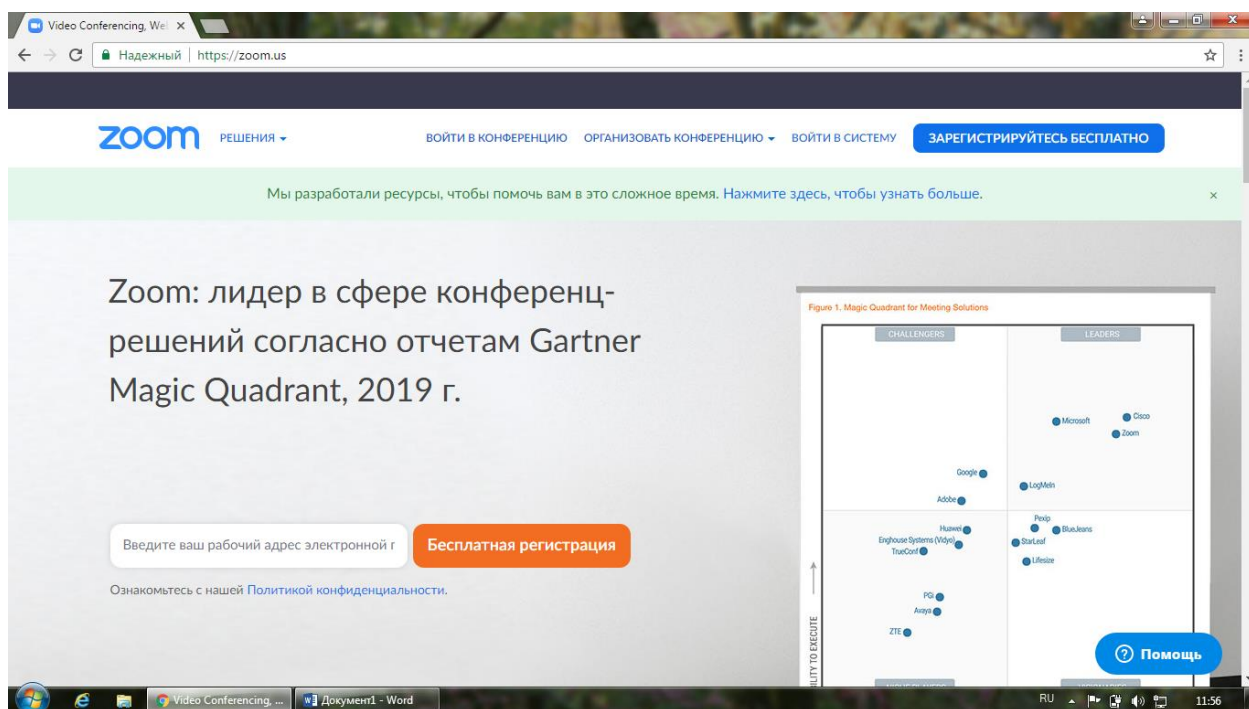 Video Conferencing, We
Надежный | https://zoom.us
zoom РЕШЕНИЯ ВОЙТИ В КОНФЕРЕНЦИЮ ОРГАНИЗОВАТЬ КОНФЕРЕНЦИЮ ВОЙТИ В СИСТЕМУ ЗАРЕГИСТРИРУЙТЕСЬ БЕСПЛАТНО
Мы разработали ресурсы, чтобы помочь вам в это сложное время. Нажмите здесь, чтобы узнать больше.
Zoom: лидер в сфере конференц-
решений согласно отчетам Gartner
Magic Quadrant, 2019 г.
Введите ваш рабочий адрес электронной г
Бесплатная регистрация
Ознакомьтесь с нашей Политикой конфиденциальности.
Figure 1. Magic Quadrant for Meeting Solutions
CHALLENGERS LEADERS
Microsoft
Cisco
Zoom
Google
LogMeIn
Adobe
Pexip
Huawei
BlueJeans
Enghouse Systems (Vidyo)
StarLeaf
TrueConf
Lifesize
PGi
Avaya
ZTE
ABILITY TO EXECUTE
Помощь
Video Conferencing, ...
Документ1 - Word
RU
11:56